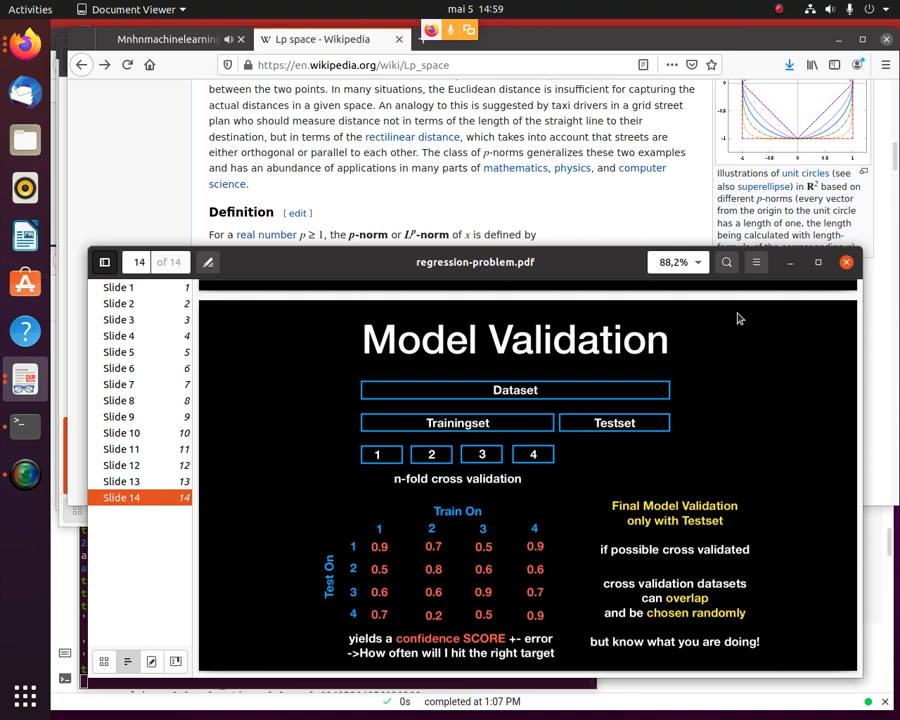 Activities
Document Viewer
mai 5 14:59
Mnhnmachinelearning
Lp space - Wikipedia
https://en.wikipedia.org/wiki/Lp_space
between the two points. In many situations, the Euclidean distance is insufficient for capturing the
actual distances in a given space. An analogy to this is suggested by taxi drivers in a grid street
plan who should measure distance not in terms of the length of the straight line to their
destination, but in terms of the rectilinear distance, which takes into account that streets are
either orthogonal or parallel to each other. The class of p-norms generalizes these two examples
and has an abundance of applications in many parts of mathematics, physics, and computer
science.
-0.5
-1
-1 -0.5 0 0.5 1
Illustrations of unit circles (see
also superellipse) in R² based on
different p-norms (every vector
from the origin to the unit circle
has a length of one, the length
being calculated with length-
Definition [ edit ]
For a real number p ≥ 1, the p-norm or Lᵖ-norm of x is defined by
14 of 14
regression-problem.pdf
88,2%
Slide 1 1
Slide 2 2
Slide 3 3
Slide 4 4
Slide 5 5
Slide 6 6
Slide 7 7
Slide 8 8
Slide 9 9
Slide 10 10
Slide 11 11
Slide 12 12
Slide 13 13
Slide 14 14
Model Validation
Dataset
Trainingset Testset
1 2 3 4
n-fold cross validation
Train On
1 2 3 4
Test On
1 0.9 0.7 0.5 0.9
2 0.5 0.8 0.6 0.6
3 0.6 0.6 0.9 0.7
4 0.7 0.2 0.5 0.9
yields a confidence SCORE +- error
->How often will I hit the right target
Final Model Validation
only with Testset
if possible cross validated
cross validation datasets
can overlap
and be chosen randomly
but know what you are doing!
0s completed at 1:07 PM